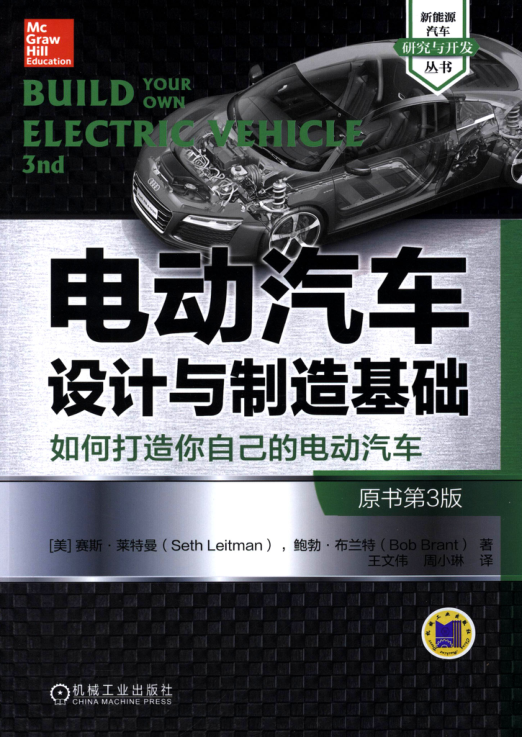 Mc
Graw
Hill
Education
新能源
汽车
研究与开发
丛书
BUILD YOUR OWN
ELECTRIC VEHICLE
3nd
电动汽车
设计与制造基础
如何打造你自己的电动汽车
原书第3版
[美] 赛斯·莱特曼(Seth Leitman),鲍勃·布兰特(Bob Brant) 著
王文伟 周小琳 译
机械工业出版社
CHINA MACHINE PRESS